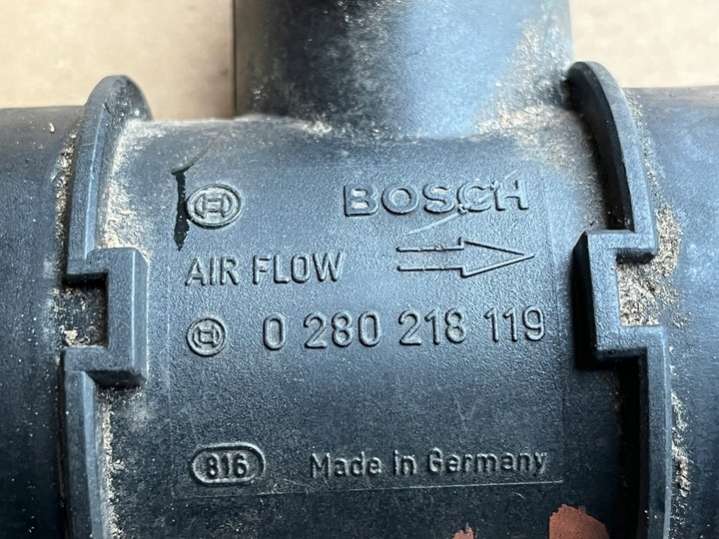 BOSCH
AIR FLOW
0 280 218 119
816 Made in Germany